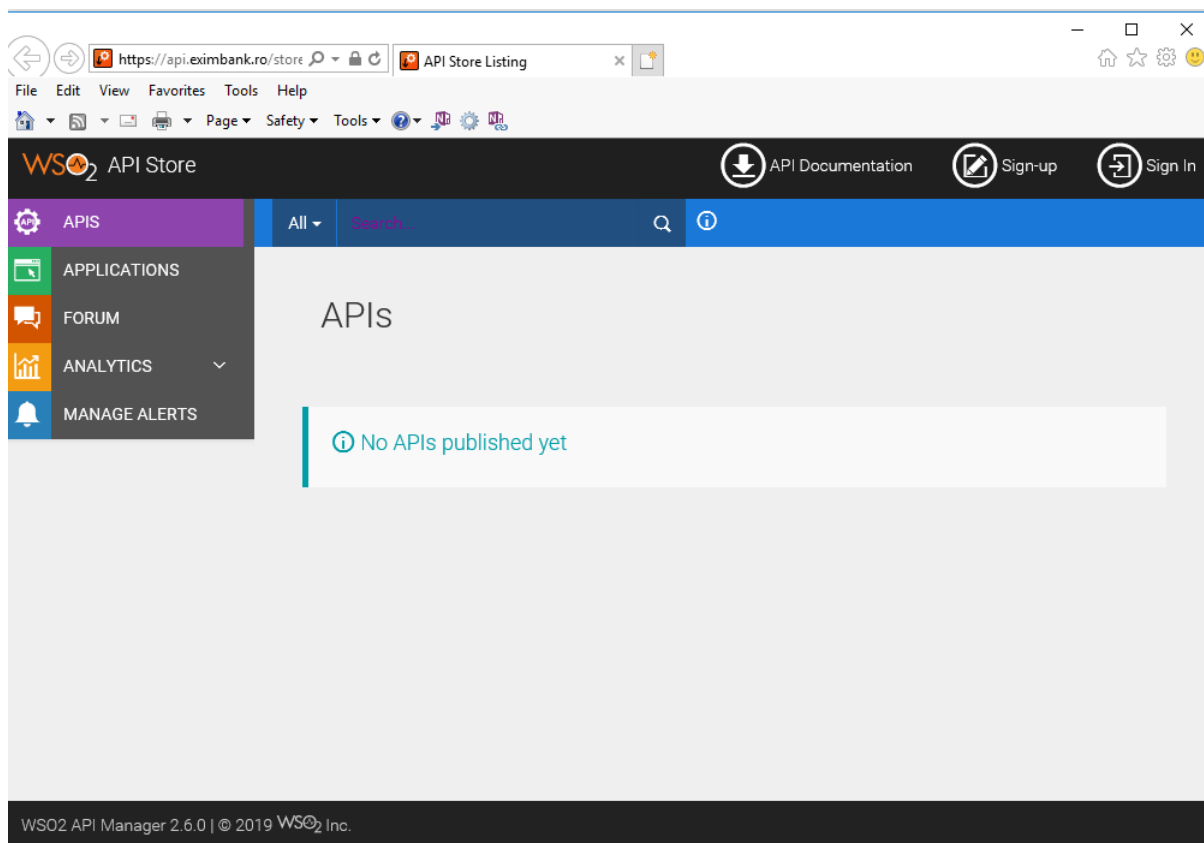 https://api.eximbank.ro/store
API Store Listing
File Edit View Favorites Tools Help
Page Safety Tools
WSO2 API Store
API Documentation
Sign-up
Sign In
APIS
All
Search...
APPLICATIONS
FORUM
ANALYTICS
MANAGE ALERTS
APIs
No APIs published yet
WSO2 API Manager 2.6.0 | © 2019 WSO2 Inc.